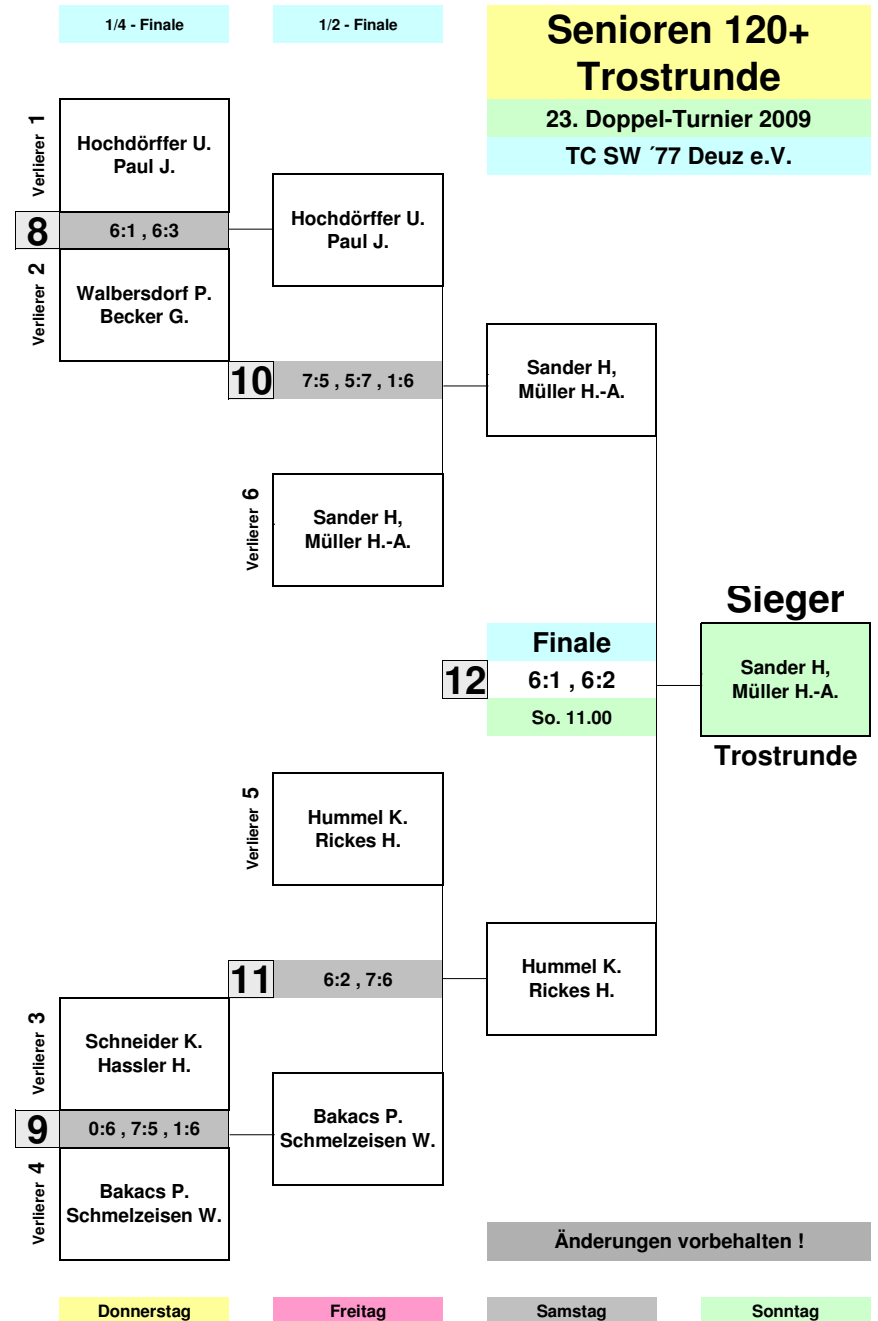 1/4 - Finale
1/2 - Finale
Senioren 120+
Trostrunde
23. Doppel-Turnier 2009
TC SW ´77 Deuz e.V.
Verlierer 1
Hochdörffer U.
Paul J.
8
6:1 , 6:3
Verlierer 2
Walbersdorf P.
Becker G.
Hochdörffer U.
Paul J.
10
7:5 , 5:7 , 1:6
Verlierer 6
Sander H,
Müller H.-A.
Sander H,
Müller H.-A.
Finale
12
6:1 , 6:2
So. 11.00
Sieger
Sander H,
Müller H.-A.
Trostrunde
Verlierer 5
Hummel K.
Rickes H.
11
6:2 , 7:6
Hummel K.
Rickes H.
Verlierer 3
Schneider K.
Hassler H.
9
0:6 , 7:5 , 1:6
Verlierer 4
Bakacs P.
Schmelzeisen W.
Bakacs P.
Schmelzeisen W.
Änderungen vorbehalten !
Donnerstag
Freitag
Samstag
Sonntag